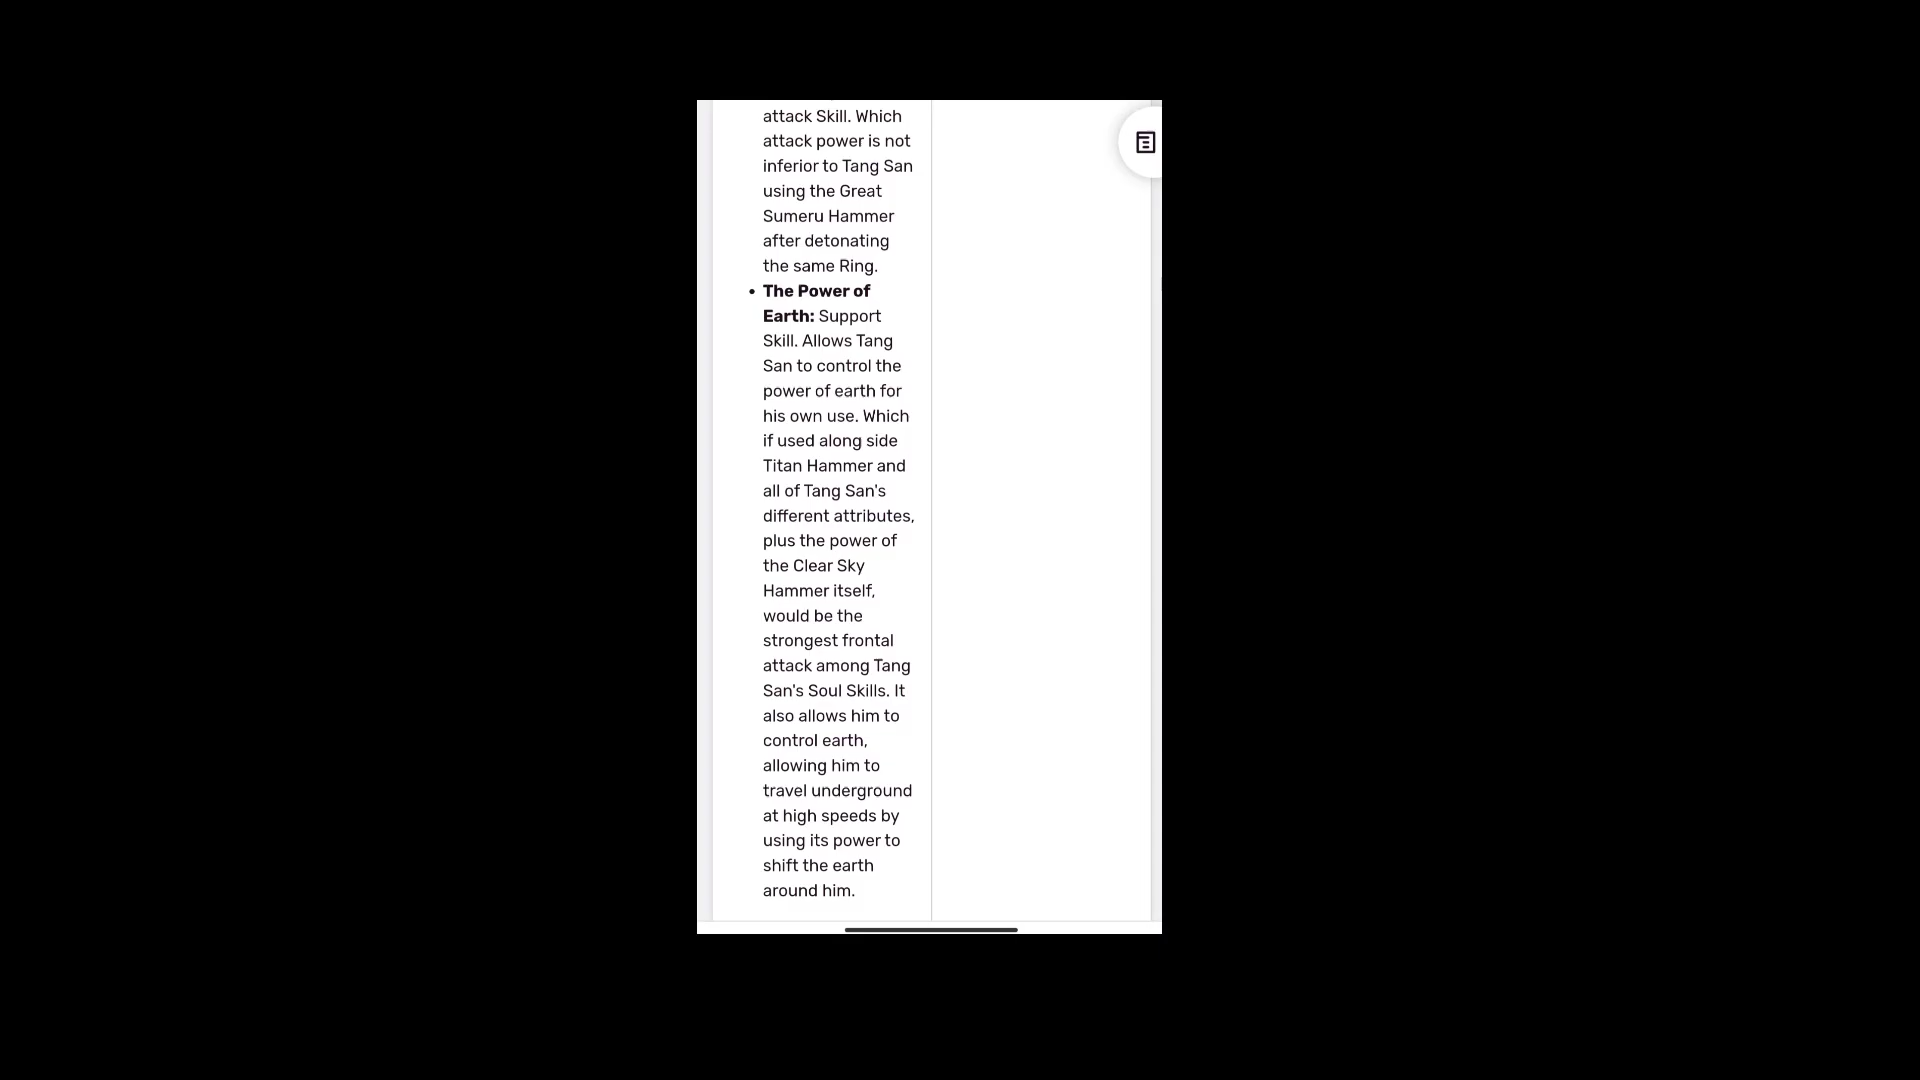 attack Skill. Which
attack power is not
inferior to Tang San
using the Great
Sumeru Hammer
after detonating
the same Ring.
• The Power of
Earth: Support
Skill. Allows Tang
San to control the
power of earth for
his own use. Which
if used along side
Titan Hammer and
all of Tang San's
different attributes,
plus the power of
the Clear Sky
Hammer itself,
would be the
strongest frontal
attack among Tang
San's Soul Skills. It
also allows him to
control earth,
allowing him to
travel underground
at high speeds by
using its power to
shift the earth
around him.